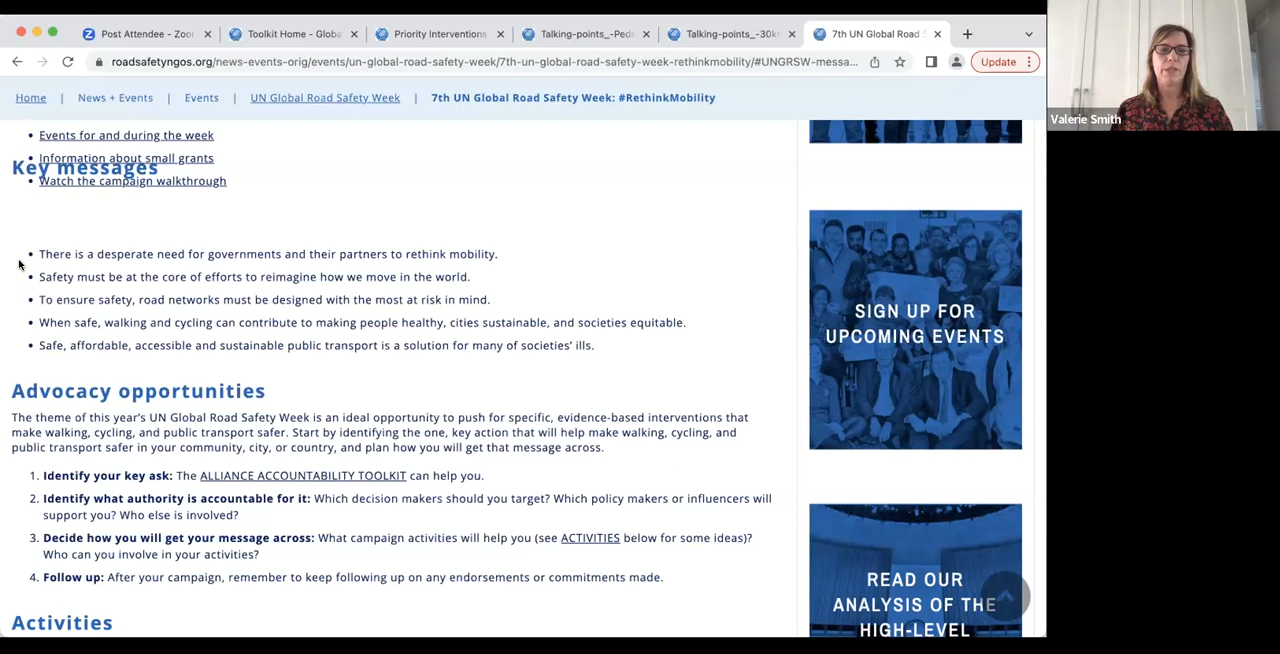 Post Attendee - Zoo
Toolkit Home - Globa
Priority Interventions
Talking-points_-Ped
Talking-points_-30k
7th UN Global Road S
roadsafetyngos.org/news-events-orig/events/un-global-road-safety-week/7th-un-global-road-safety-week-rethinkmobility/#UNGRSW-messa...
Update
Valerie Smith
Home | News + Events | Events | UN Global Road Safety Week | 7th UN Global Road Safety Week: #RethinkMobility
• Events for and during the week
• Information about small grants
Key messages
• Watch the campaign walkthrough
• There is a desperate need for governments and their partners to rethink mobility.
• Safety must be at the core of efforts to reimagine how we move in the world.
• To ensure safety, road networks must be designed with the most at risk in mind.
• When safe, walking and cycling can contribute to making people healthy, cities sustainable, and societies equitable.
• Safe, affordable, accessible and sustainable public transport is a solution for many of societies’ ills.
Advocacy opportunities
The theme of this year’s UN Global Road Safety Week is an ideal opportunity to push for specific, evidence-based interventions that
make walking, cycling, and public transport safer. Start by identifying the one, key action that will help make walking, cycling, and
public transport safer in your community, city, or country, and plan how you will get that message across.
1. Identify your key ask: The ALLIANCE ACCOUNTABILITY TOOLKIT can help you.
2. Identify what authority is accountable for it: Which decision makers should you target? Which policy makers or influencers will
support you? Who else is involved?
3. Decide how you will get your message across: What campaign activities will help you (see ACTIVITIES below for some ideas)?
Who can you involve in your activities?
4. Follow up: After your campaign, remember to keep following up on any endorsements or commitments made.
Activities
SIGN UP FOR
UPCOMING EVENTS
READ OUR
ANALYSIS OF THE
HIGH-LEVEL